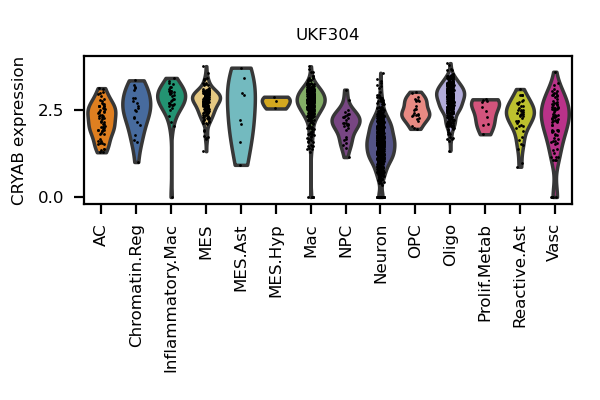 UKF304
CRYAB expression
2.5
0.0
AC
Chromatin.Reg
Inflammatory.Mac
MES
MES.Ast
MES.Hyp
Mac
NPC
Neuron
OPC
Oligo
Prolif.Metab
Reactive.Ast
Vasc